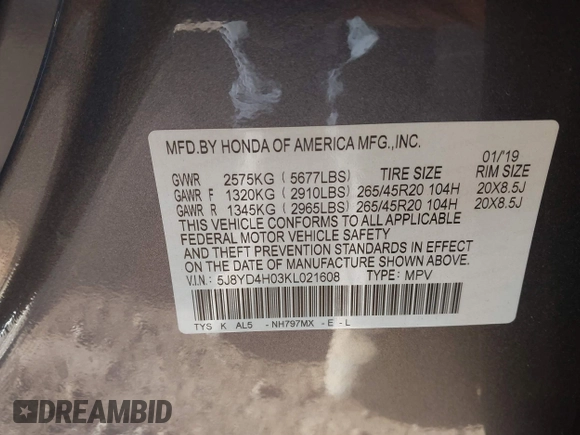 MFD.BY HONDA OF AMERICA MFG.,INC.
01/'19
GVWR 2575KG ( 5677LBS) TIRE SIZE RIM SIZE
GAWR F 1320KG ( 2910LBS) 265/45R20 104H 20X8.5J
GAWR R 1345KG ( 2965LBS) 265/45R20 104H 20X8.5J
THIS VEHICLE CONFORMS TO ALL APPLICABLE
FEDERAL MOTOR VEHICLE SAFETY
AND THEFT PREVENTION STANDARDS IN EFFECT
ON THE DATE OF MANUFACTURE SHOWN ABOVE.
V.I.N.: 5J8YD4H03KL021608 TYPE: MPV
TYS K AL5 -NH797MX -E -L
DREAMBID